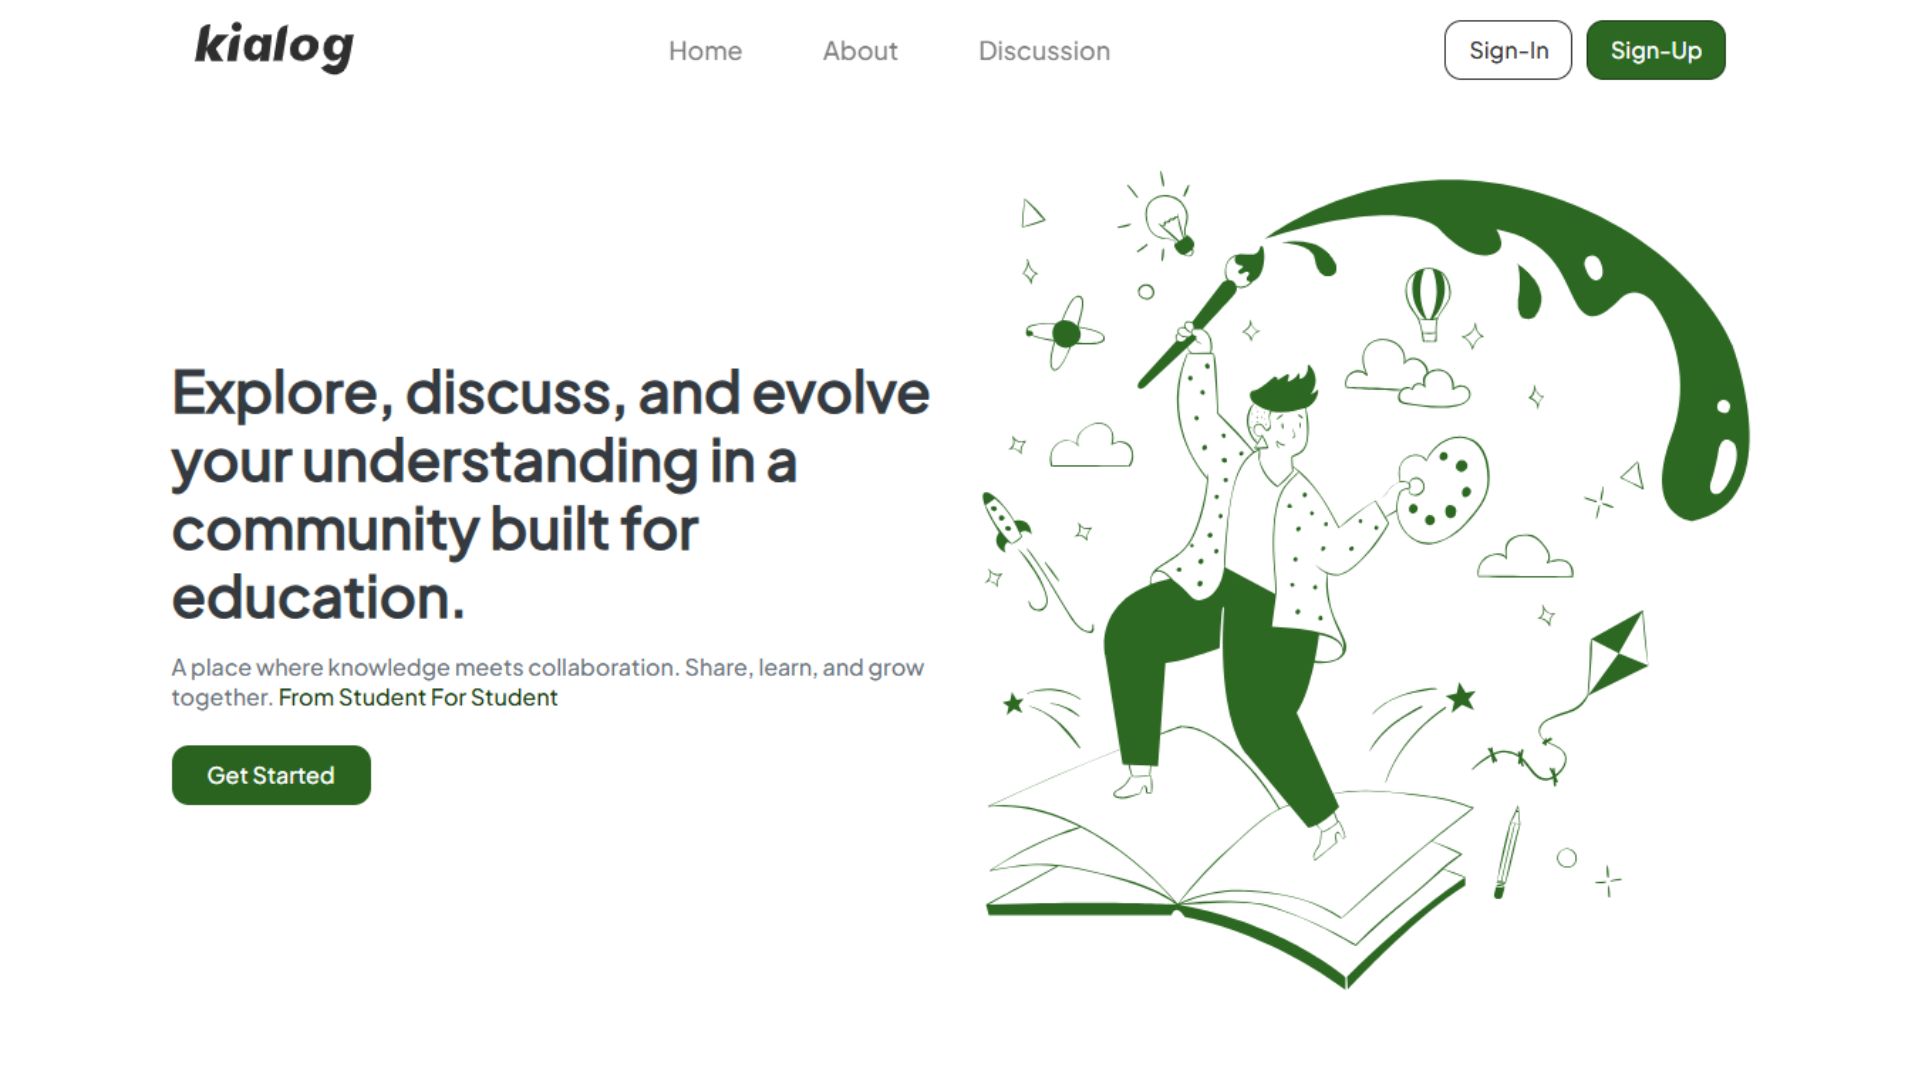 kialog
Home
About
Discussion
Sign-In
Sign-Up
Explore, discuss, and evolve
your understanding in a
community built for
education.
A place where knowledge meets collaboration. Share, learn, and grow
together. From Student For Student
Get Started